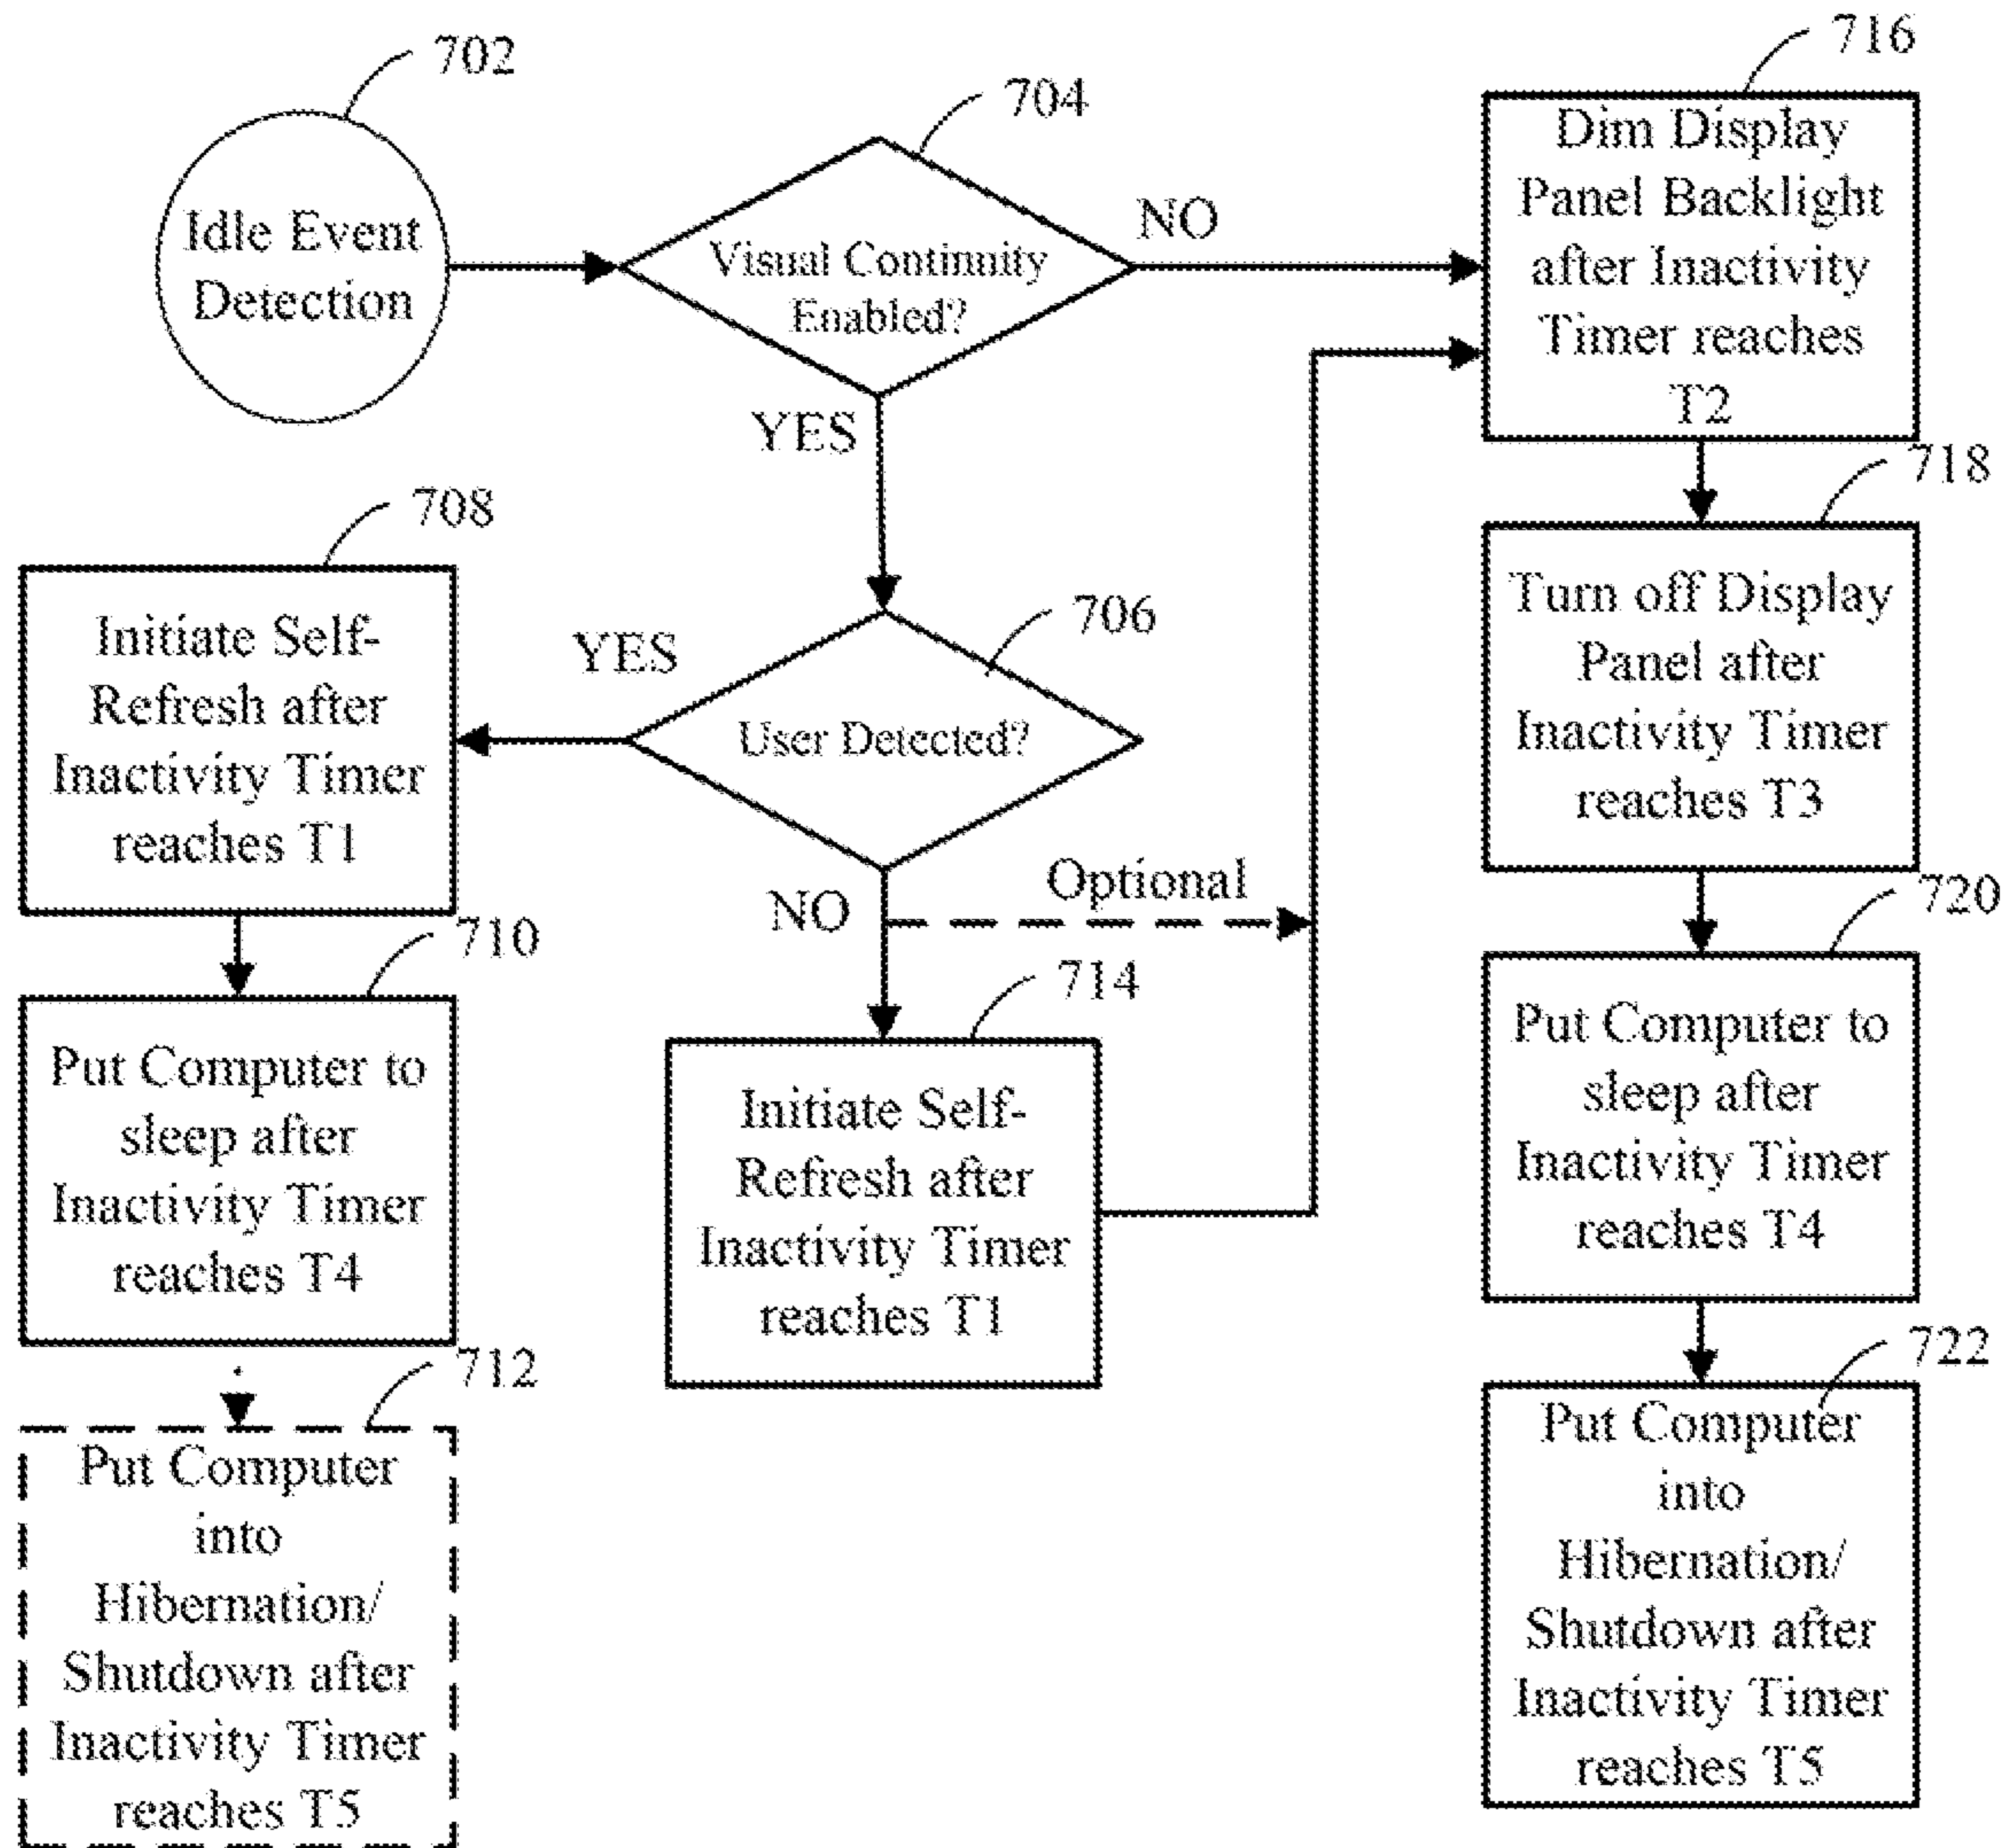 702
Idle Event
Detection
704
Visual Continuity
Enabled?
NO
YES
706
User Detected?
YES
NO
Optional
708
Initiate Self-
Refresh after
Inactivity Timer
reaches T1
710
Put Computer to
sleep after
Inactivity Timer
reaches T4
712
Put Computer
into
Hibernation/
Shutdown after
Inactivity Timer
reaches T5
714
Initiate Self-
Refresh after
Inactivity Timer
reaches T1
716
Dim Display
Panel Backlight
after Inactivity
Timer reaches
T2
718
Turn off Display
Panel after
Inactivity Timer
reaches T3
720
Put Computer to
sleep after
Inactivity Timer
reaches T4
722
Put Computer
into
Hibernation/
Shutdown after
Inactivity Timer
reaches T5